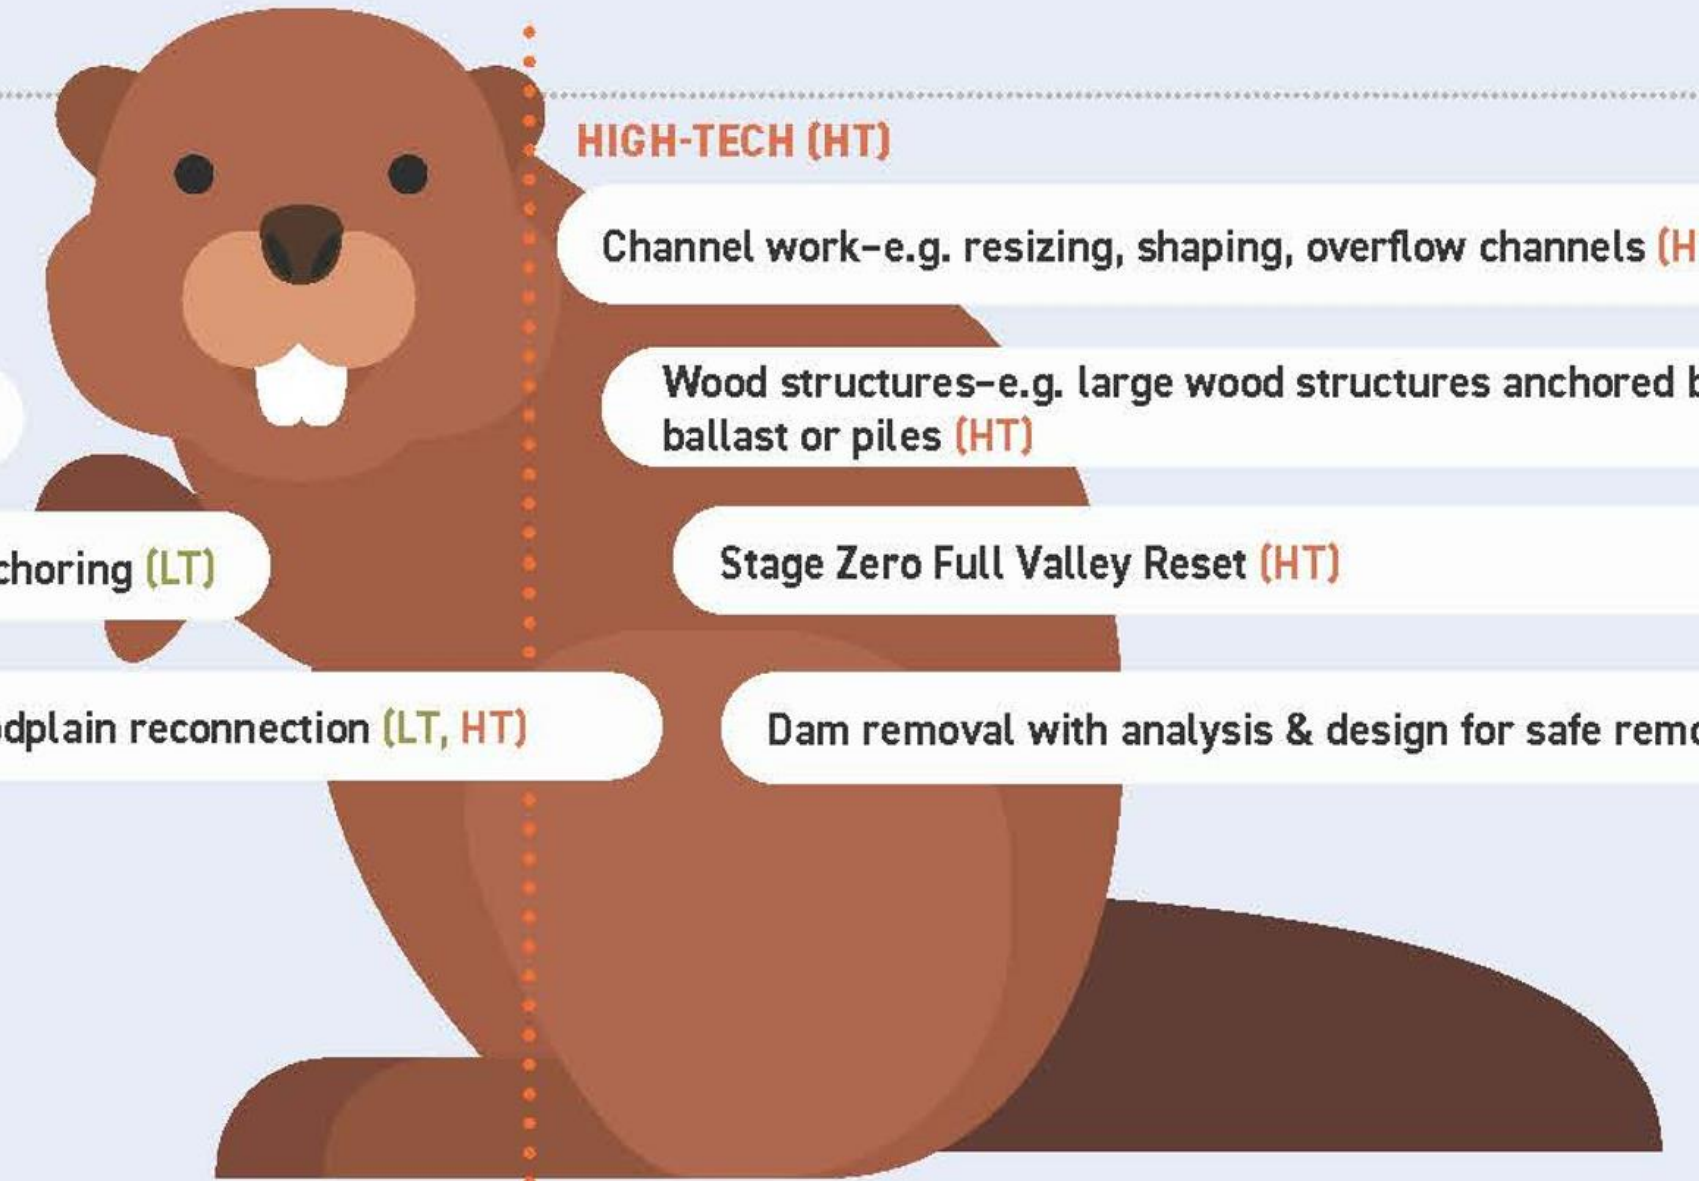 HIGH-TECH (HT)
Channel work–e.g. resizing, shaping, overflow channels (H
Wood structures–e.g. large wood structures anchored
ballast or piles (HT)
choring (LT)
Stage Zero Full Valley Reset (HT)
dplain reconnection (LT, HT)
Dam removal with analysis & design for safe remo